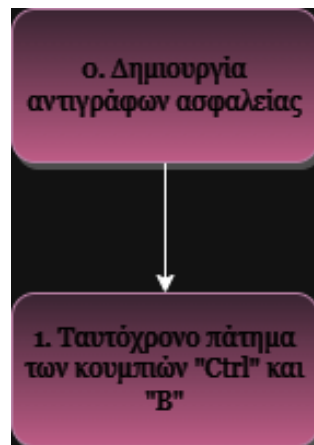 0. Δημιουργία
αντιγράφων ασφαλείας
1. Ταυτόχρονο πάτημα
των κουμπιών "Ctrl" και
"B"